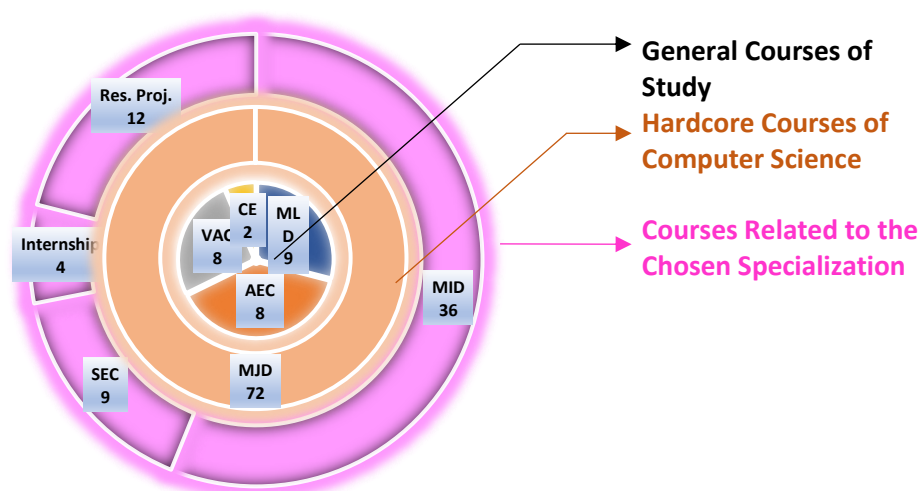 General Courses of
Study
Hardcore Courses of
Computer Science
Courses Related to the
Chosen Specialization
Res. Proj.
12
Internship
4
SEC
9
MID
36
MJD
72
CE
2
ML
D
9
VAC
8
AEC
8